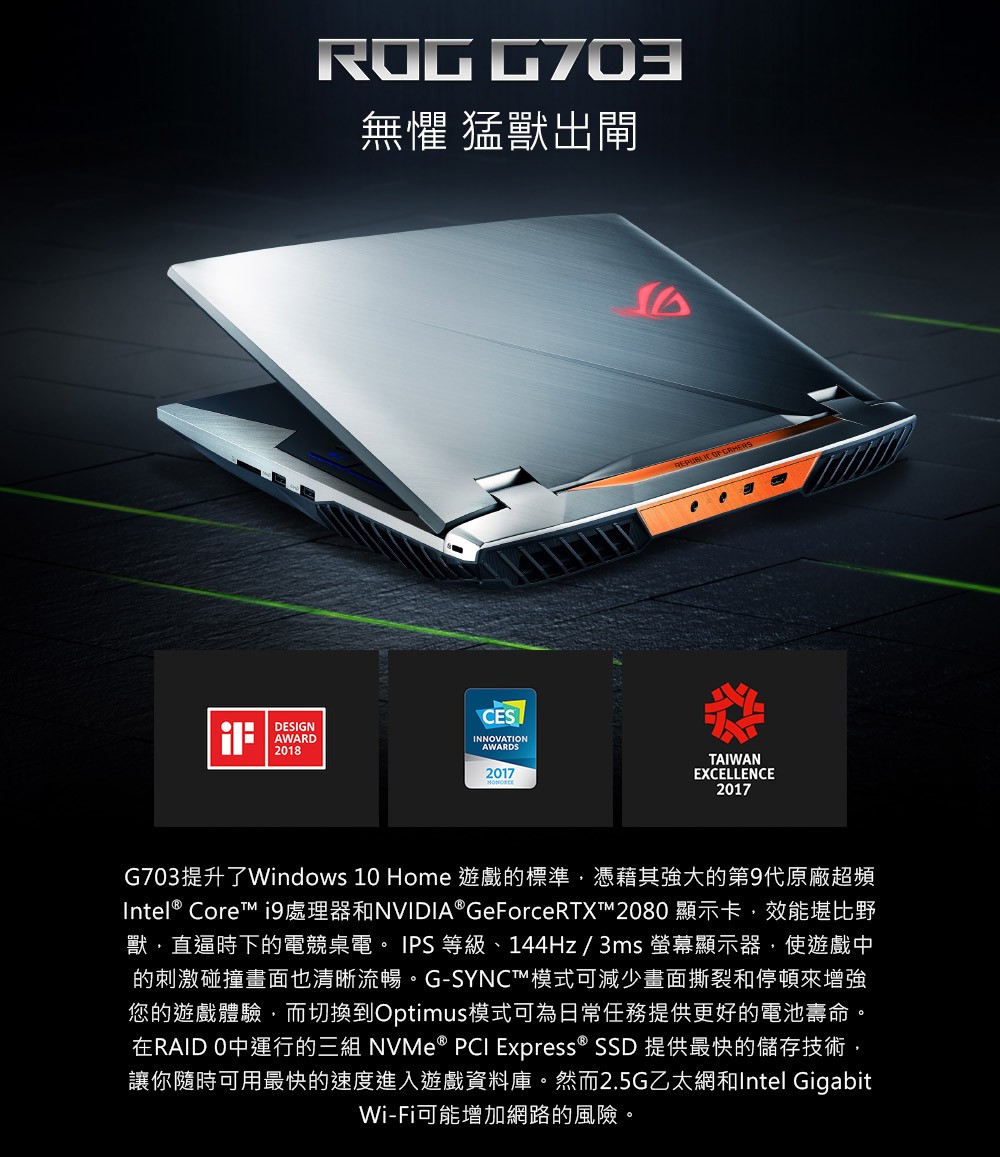 ROG G703
無懼 猛獸出閘
REPUBLIC OF GAMERS
iF
DESIGN
AWARD
2018
CES
INNOVATION
AWARDS
2017
HONOREE
TAIWAN
EXCELLENCE
2017
G703提升了Windows 10 Home 遊戲的標準，憑藉其強大的第9代原廠超頻
Intel® Core™ i9處理器和NVIDIA®GeForceRTX™2080 顯示卡，效能堪比野
獸，直逼時下的電競桌電。 IPS 等級、144Hz / 3ms 螢幕顯示器，使遊戲中
的刺激碰撞畫面也清晰流暢。G-SYNC™模式可減少畫面撕裂和停頓來增強
您的遊戲體驗，而切換到Optimus模式可為日常任務提供更好的電池壽命。
在RAID 0中運行的三組 NVMe® PCI Express® SSD 提供最快的儲存技術，
讓你隨時可用最快的速度進入遊戲資料庫。然而2.5G乙太網和Intel Gigabit
Wi-Fi可能增加網路的風險。